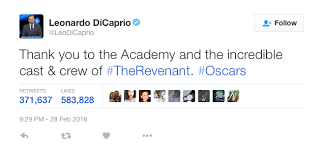 Leonardo DiCaprio
@LeoDiCaprio
Follow
Thank you to the Academy and the incredible
cast & crew of #TheRevenant. #Oscars
RETWEETS LIKES
371,637 583,828
9:29 PM - 28 Feb 2016